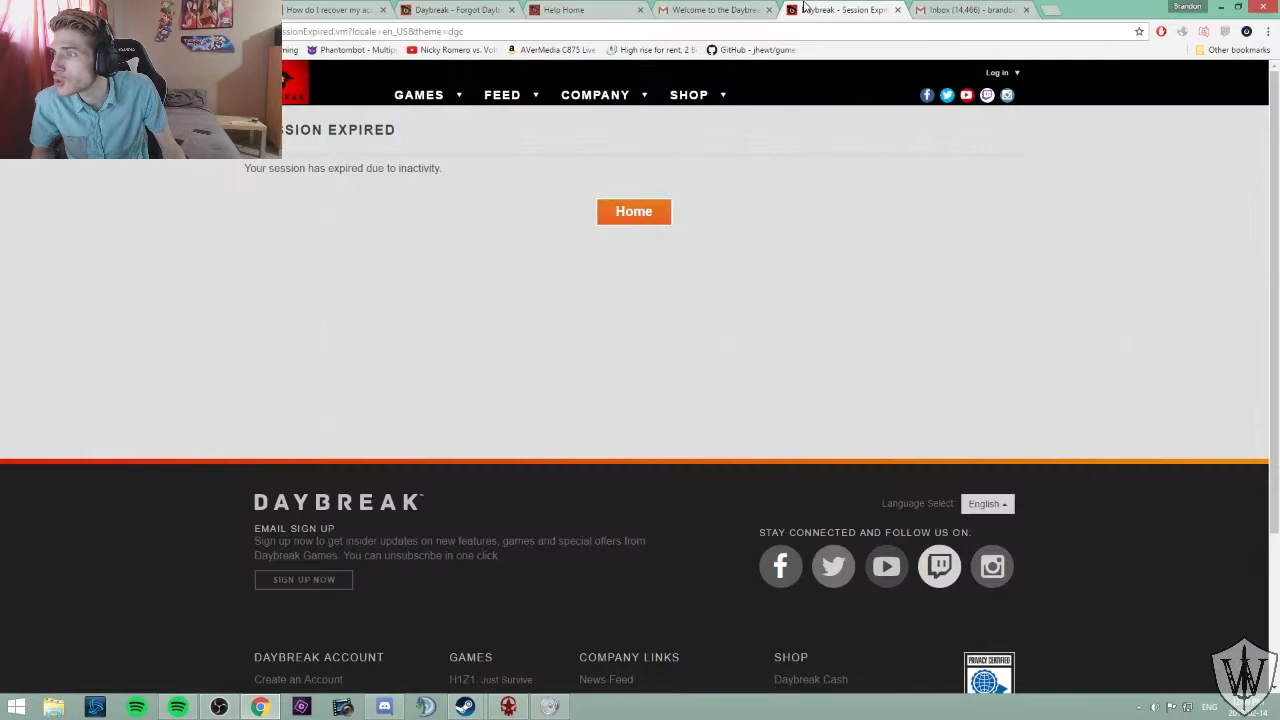 How do I recover my ac
Daybreak - Forgot Dayb
Help Home
Welcome to the Daybrea
Daybreak - Session Expi
Inbox (14,466) - brando
Brandon
ssionExpired.vm?locale=en_US&theme=dgc
ming
Phantombot - Multip
Nicky Romero vs. Vol
AVerMedia C875 Live
High rise for rent, 2 B
GitHub - jhewt/gume
Other bookmarks
Log in
GAMES
FEED
COMPANY
SHOP
SSION EXPIRED
Your session has expired due to inactivity.
Home
DAYBREAK
EMAIL SIGN UP
Sign up now to get insider updates on new features, games and special offers from
Daybreak Games. You can unsubscribe in one click
SIGN UP NOW
Language Select:
English
STAY CONNECTED AND FOLLOW US ON:
DAYBREAK ACCOUNT
Create an Account
GAMES
H1Z1 Just Survive
COMPANY LINKS
News Feed
SHOP
Daybreak Cash
PRIVACY CERTIFIED
ENG
W